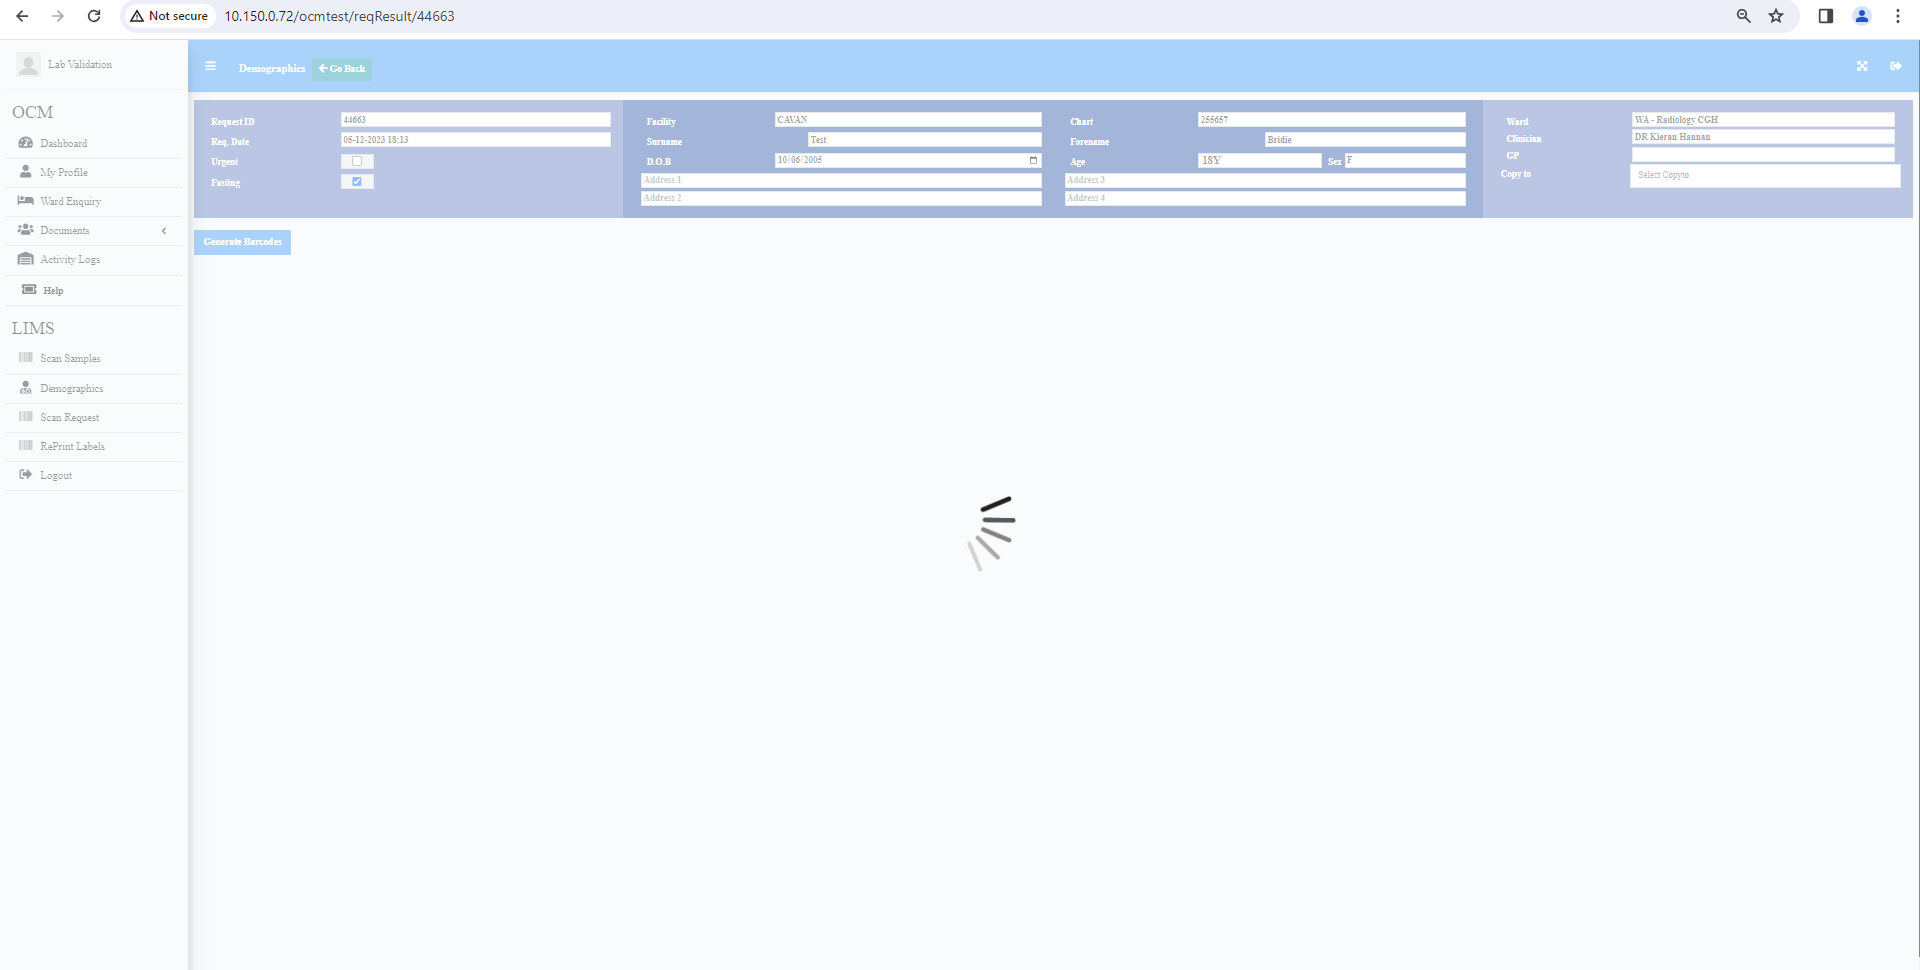 Not secure 10.150.0.72/ocmtest/reqResult/44663
Lab Validation
OCM
Dashboard
My Profile
Ward Enquiry
Documents
Activity Logs
Help
LIMS
Scan Samples
Demographics
Scan Request
RePrint Labels
Logout
Demographics Go Back
Request ID 44663
Req. Date 05-12-2023 18:13
Urgent
Fasting
Facility CAVAN
Surname Test
D.O.B 10/06/2005
Address 1
Address 2
Chart 255657
Forename Bridie
Age 18Y Sex F
Address 3
Address 4
Ward WA - Radiology CGH
Clinician DR Kieran Hannan
GP
Copy to Select Copyto
Generate Barcodes